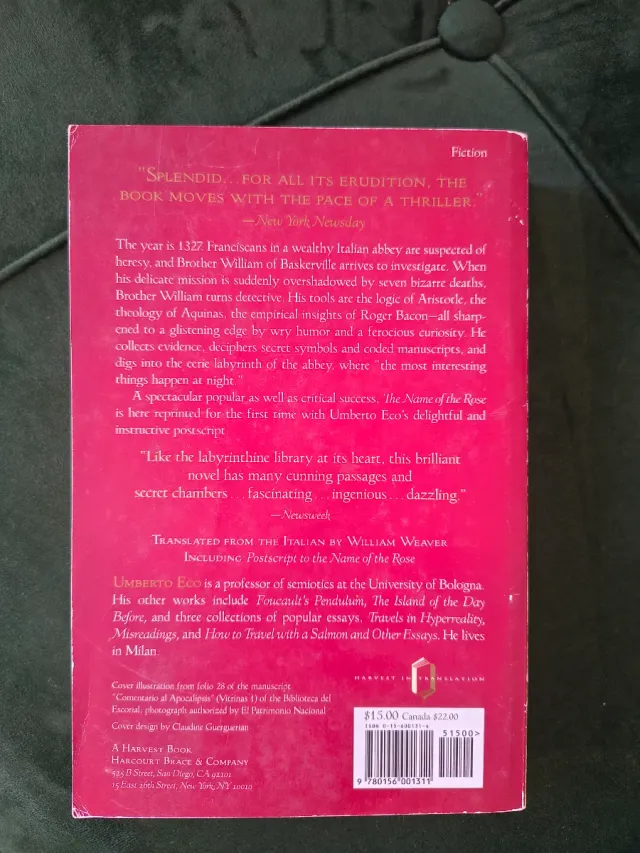 Fiction
"SPLENDID... FOR ALL ITS ERUDITION, THE
BOOK MOVES WITH THE PACE OF A THRILLER."
—New York Newsday
The year is 1327. Franciscans in a wealthy Italian abbey are suspected of
heresy, and Brother William of Baskerville arrives to investigate. When
his delicate mission is suddenly overshadowed by seven bizarre deaths,
Brother William turns detective. His tools are the logic of Aristotle, the
theology of Aquinas, the empirical insights of Roger Bacon—all sharp-
ened to a glistening edge by wry humor and a ferocious curiosity. He
collects evidence, deciphers secret symbols and coded manuscripts, and
digs into the eerie labyrinth of the abbey, where "the most interesting
things happen at night."
A spectacular popular as well as critical success, The Name of the Rose
is here reprinted for the first time with Umberto Eco's delightful and
instructive postscript.
"Like the labyrinthine library at its heart, this brilliant
novel has many cunning passages and
secret chambers... fascinating... ingenious... dazzling."
—Newsweek
TRANSLATED FROM THE ITALIAN BY WILLIAM WEAVER
INCLUDING Postscript to the Name of the Rose
UMBERTO ECO is a professor of semiotics at the University of Bologna.
His other works include Foucault's Pendulum, The Island of the Day
Before, and three collections of popular essays, Travels in Hyperreality,
Misreadings, and How to Travel with a Salmon and Other Essays. He lives
in Milan.
HARVEST IN TRANSLATION
Cover illustration from folio 28 of the manuscript
"Comentario al Apocalipsis" (Vitrinas 1) of the Biblioteca del
Escorial, photograph authorized by El Patrimonio Nacional
Cover design by Claudine Guerguerian
A HARVEST BOOK
HARCOURT BRACE & COMPANY
525 B Street, San Diego, CA 92101
15 East 26th Street, New York, NY 10010
$15.00 Canada $22.00
ISBN 0-15-600131-4
51500>
9 780156 001311